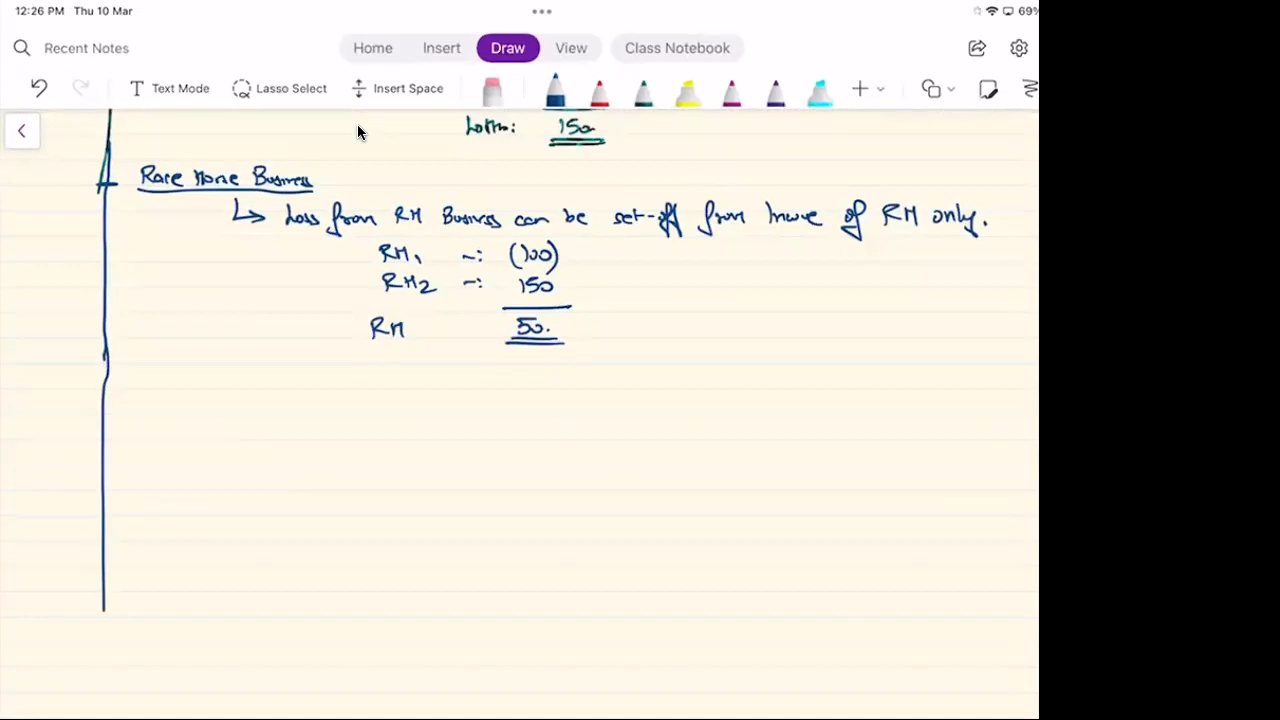 12:26 PM Thu 10 Mar
69%
Recent Notes
Home Insert Draw View Class Notebook
Text Mode Lasso Select Insert Space
150
Race Horse Business
Loss from RH Business can be set-off from Income of RH only.
RH1 -: (100)
RH2 -: 150
RH 50.